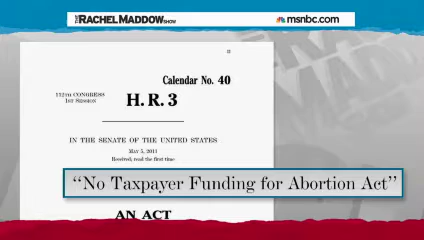 THE RACHEL MADDOW SHOW
msnbc.com
II
Calendar No. 40
112TH CONGRESS
1ST SESSION
H. R. 3
IN THE SENATE OF THE UNITED STATES
MAY 5, 2011
Received; read the first time
“No Taxpayer Funding for Abortion Act”
AN ACT